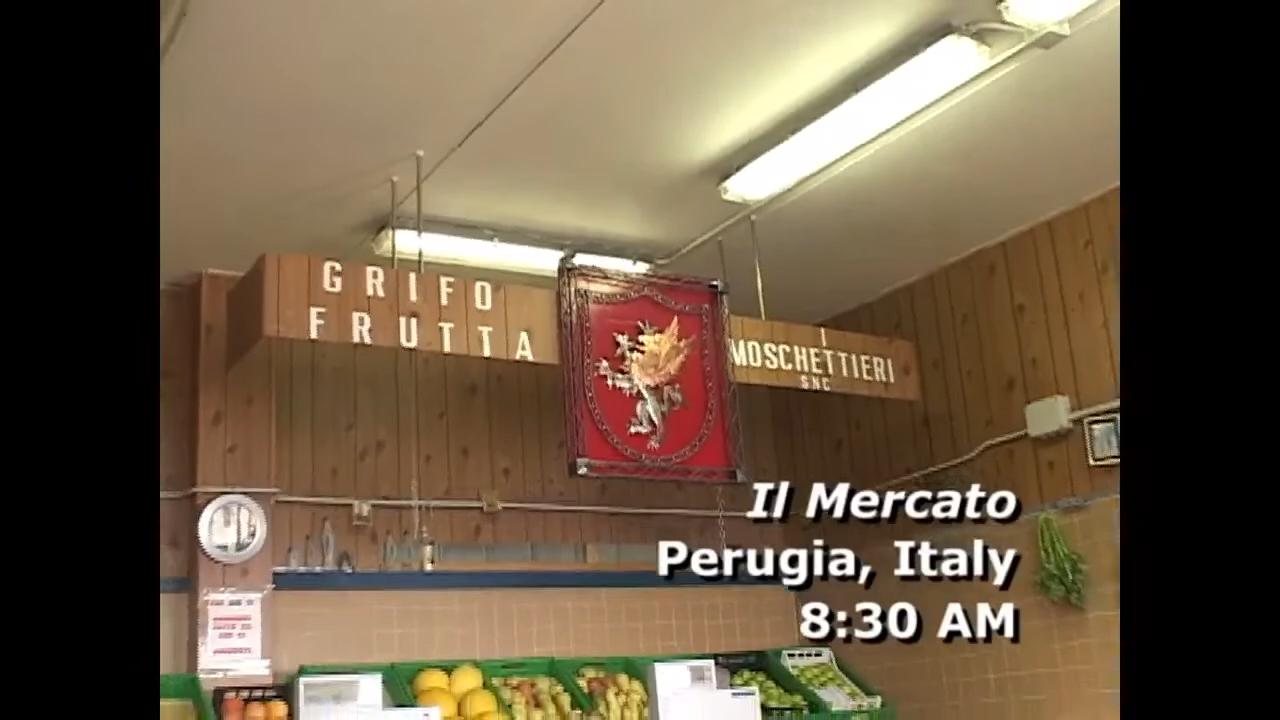 GRIFO
FRUTTA
I
MOSCHETTIERI
SNC
Il Mercato
Perugia, Italy
8:30 AM